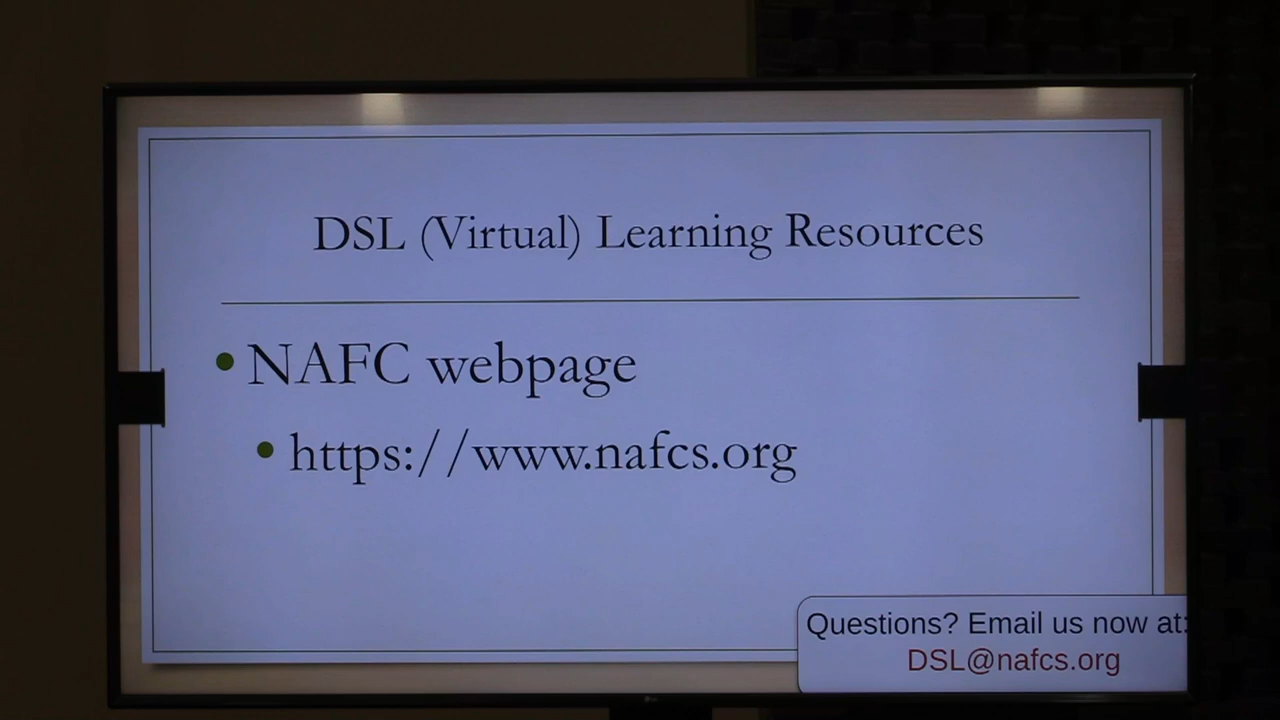 DSL (Virtual) Learning Resources
• NAFC webpage
• https://www.nafcs.org
Questions? Email us now at:
DSL@nafcs.org